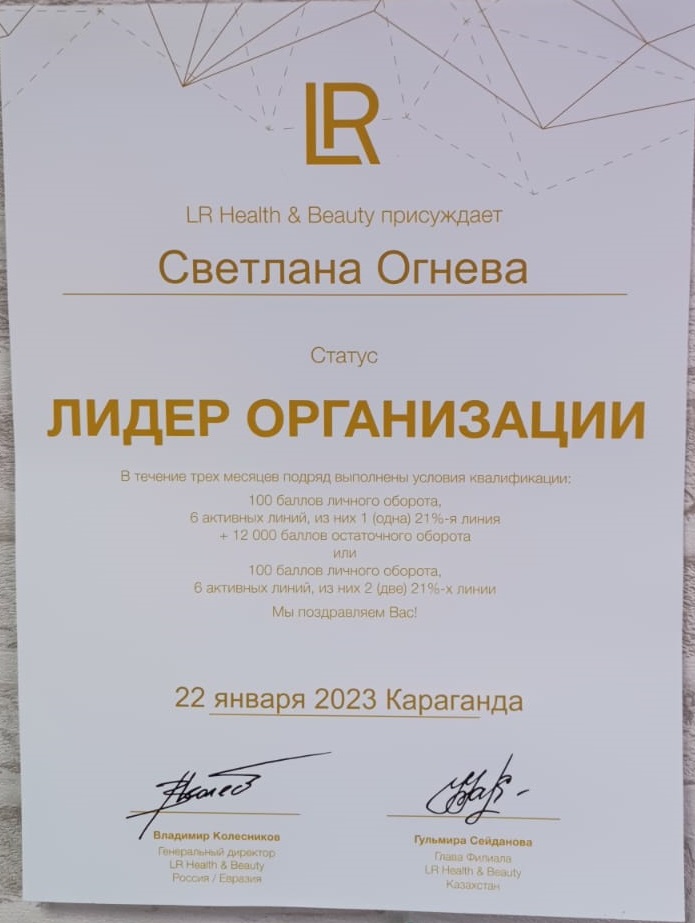 LR
LR Health & Beauty присуждает
Светлана Огнева
Статус
ЛИДЕР ОРГАНИЗАЦИИ
В течение трех месяцев подряд выполнены условия квалификации:
100 баллов личного оборота,
6 активных линий, из них 1 (одна) 21%-я линия
+ 12 000 баллов остаточного оборота
или
100 баллов личного оборота,
6 активных линий, из них 2 (две) 21%-х линии
Мы поздравляем Вас!
22 января 2023 Караганда
Владимир Колесников
Генеральный директор
LR Health & Beauty
Россия / Евразия
Гульмира Сейданова
Глава Филиала
LR Health & Beauty
Казахстан